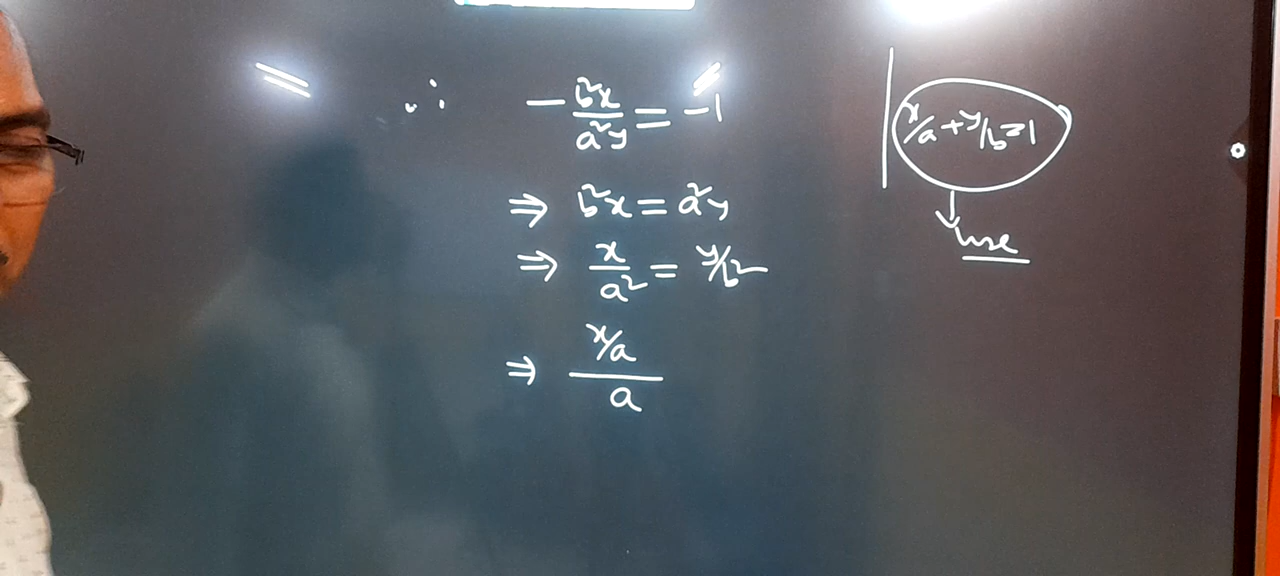 ∴ - b²x/a²y = -1
⇒ b²x = a²y
⇒ x/a² = y/b²
⇒ x/a / a
x/a + y/b = 1
use